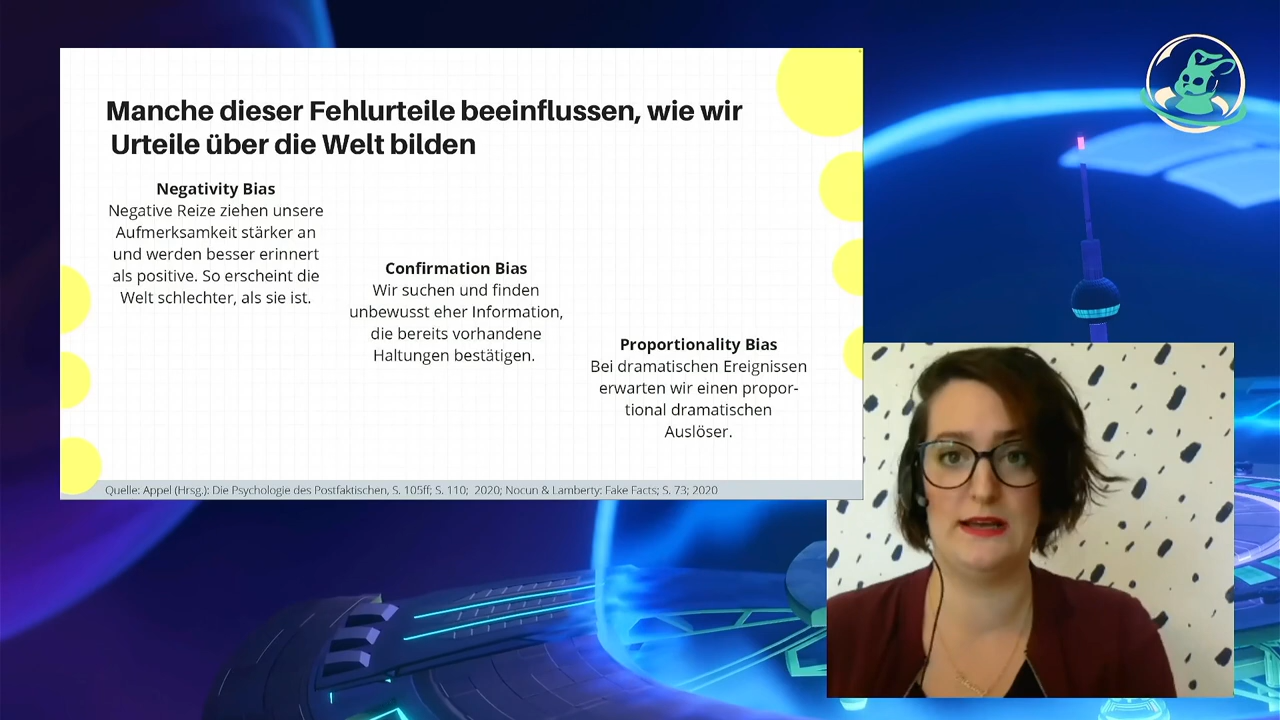 Manche dieser Fehlurteile beeinflussen, wie wir
Urteile über die Welt bilden
Negativity Bias
Negative Reize ziehen unsere
Aufmerksamkeit stärker an
und werden besser erinnert
als positive. So erscheint die
Welt schlechter, als sie ist.
Confirmation Bias
Wir suchen und finden
unbewusst eher Information,
die bereits vorhandene
Haltungen bestätigen.
Proportionality Bias
Bei dramatischen Ereignissen
erwarten wir einen propor-
tional dramatischen
Auslöser.
Quelle: Appel (Hrsg.): Die Psychologie des Postfaktischen, S. 105ff; S. 110; 2020; Nocun & Lamberty: Fake Facts; S. 73; 2020